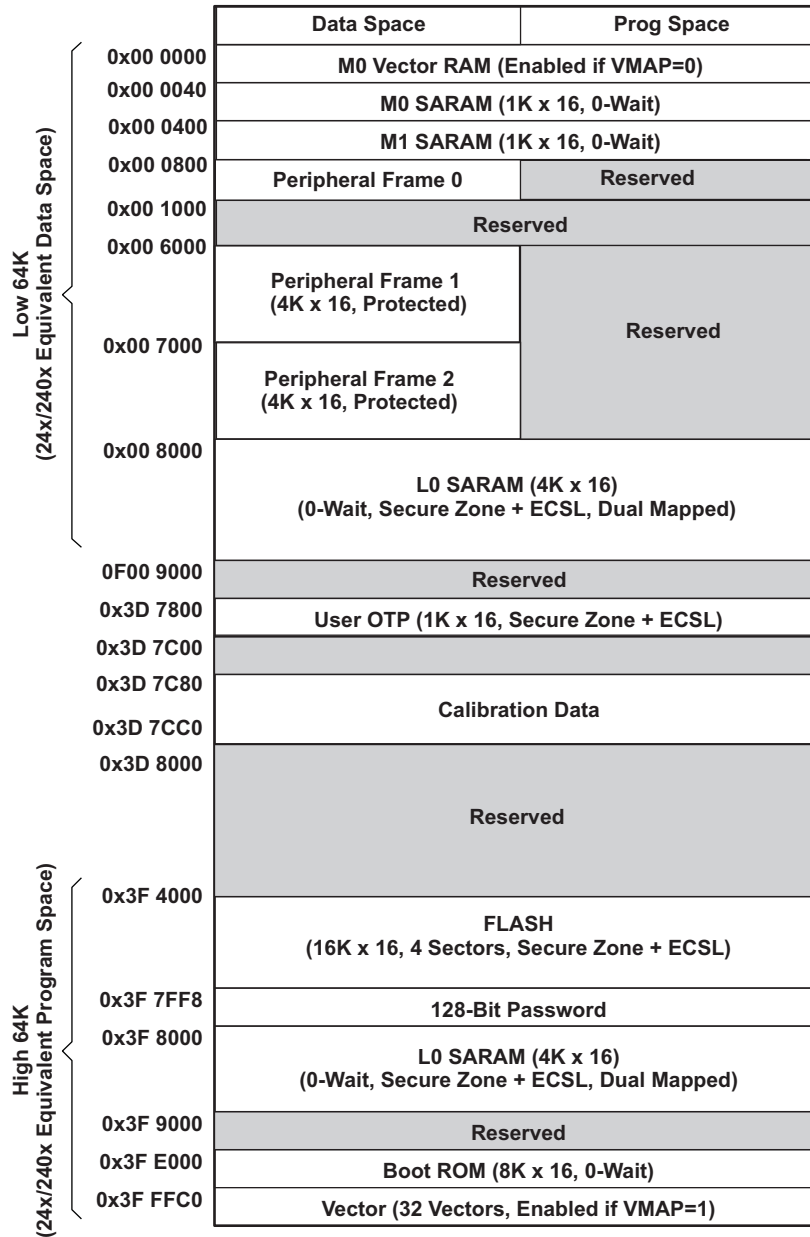 Data Space Prog Space
0x00 0000
M0 Vector RAM (Enabled if VMAP=0)
0x00 0040
M0 SARAM (1K x 16, 0-Wait)
0x00 0400
M1 SARAM (1K x 16, 0-Wait)
0x00 0800
Peripheral Frame 0 Reserved
0x00 1000
Reserved
0x00 6000
Peripheral Frame 1
(4K x 16, Protected)
Reserved
0x00 7000
Peripheral Frame 2
(4K x 16, Protected)
0x00 8000
L0 SARAM (4K x 16)
(0-Wait, Secure Zone + ECSL, Dual Mapped)
Low 64K
(24x/240x Equivalent Data Space)
0F00 9000
Reserved
0x3D 7800
User OTP (1K x 16, Secure Zone + ECSL)
0x3D 7C00
0x3D 7C80
Calibration Data
0x3D 7CC0
0x3D 8000
Reserved
0x3F 4000
FLASH
(16K x 16, 4 Sectors, Secure Zone + ECSL)
0x3F 7FF8
128-Bit Password
0x3F 8000
L0 SARAM (4K x 16)
(0-Wait, Secure Zone + ECSL, Dual Mapped)
0x3F 9000
Reserved
0x3F E000
Boot ROM (8K x 16, 0-Wait)
0x3F FFC0
Vector (32 Vectors, Enabled if VMAP=1)
High 64K
(24x/240x Equivalent Program Space)